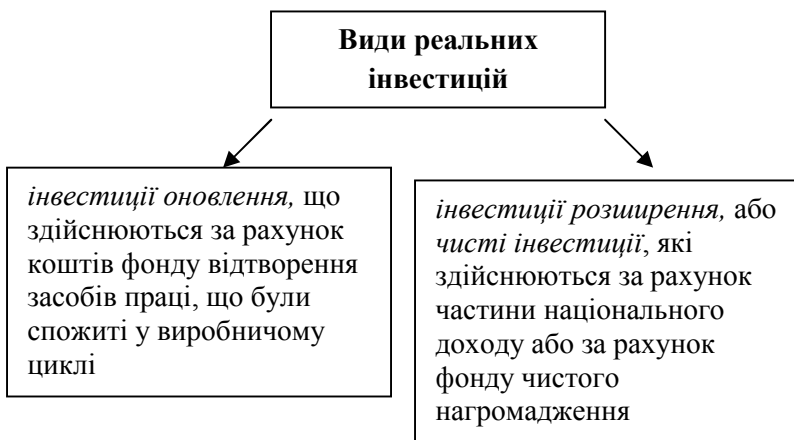 Види реальних
інвестицій
інвестиції оновлення, що
здійснюються за рахунок
коштів фонду відтворення
засобів праці, що були
спожиті у виробничому
циклі
інвестиції розширення, або
чисті інвестиції, які
здійснюються за рахунок
частини національного
доходу або за рахунок
фонду чистого
нагромадження